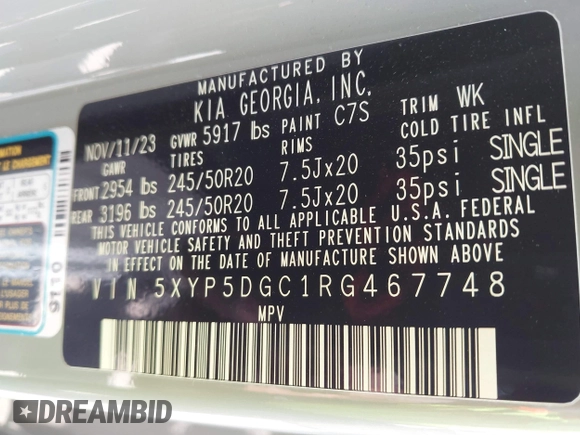 MANUFACTURED BY
KIA GEORGIA, INC.
NOV/11/23 GVWR 5917 lbs PAINT C7S TRIM WK
GAWR TIRES RIMS COLD TIRE INFL
FRONT 2954 lbs 245/50R20 7.5Jx20 35psi SINGLE
REAR 3196 lbs 245/50R20 7.5Jx20 35psi SINGLE
THIS VEHICLE CONFORMS TO ALL APPLICABLE U.S.A. FEDERAL
MOTOR VEHICLE SAFETY AND THEFT PREVENTION STANDARDS
IN EFFECT ON THE DATE OF MANUFACTURE SHOWN ABOVE
VIN 5XYP5DGC1RG467748
MPV
9110
DREAMBID